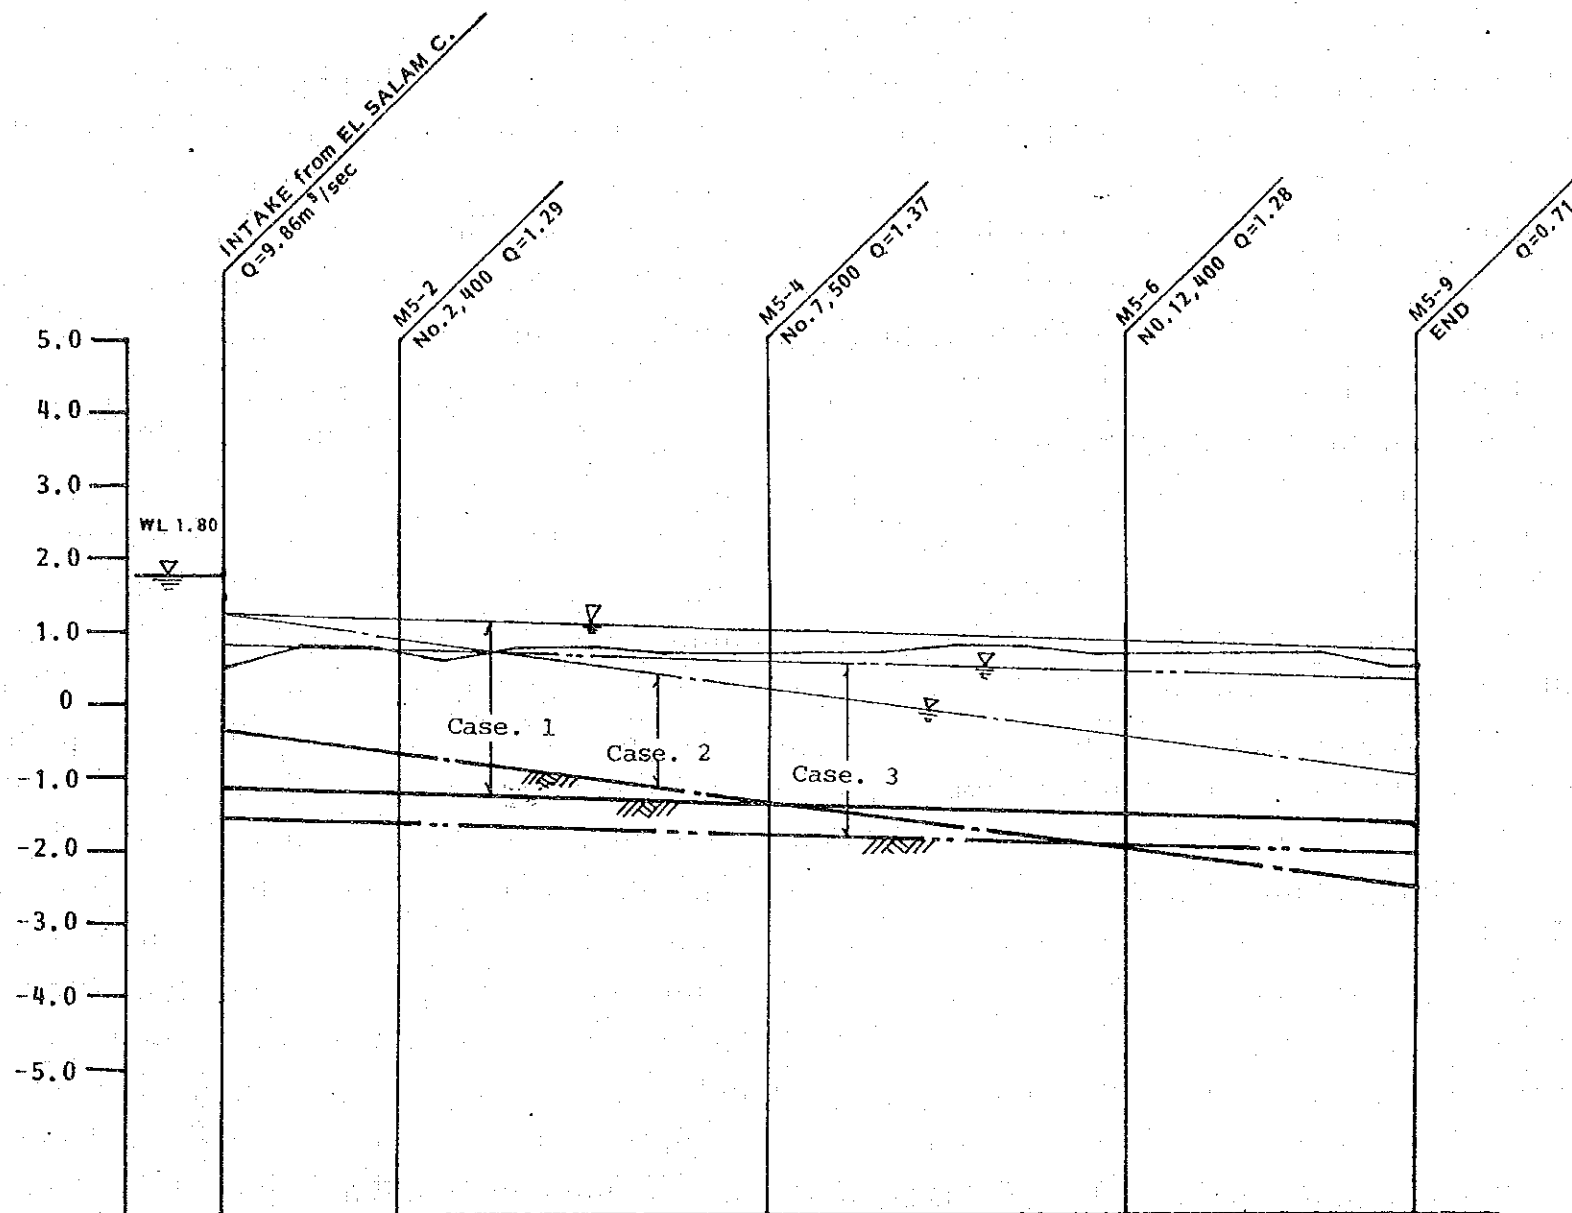 INTAKE from EL SALAM C.
Q=9.86m³/sec
M5-2
No.2,400 Q=1.29
M5-4
No.7,500 Q=1.37
M5-6
NO.12,400 Q=1.28
M5-9
END
Q=0.71
5.0
4.0
3.0
WL 1.80
2.0
1.0
0
Case. 1
Case. 2
Case. 3
-1.0
-2.0
-3.0
-4.0
-5.0